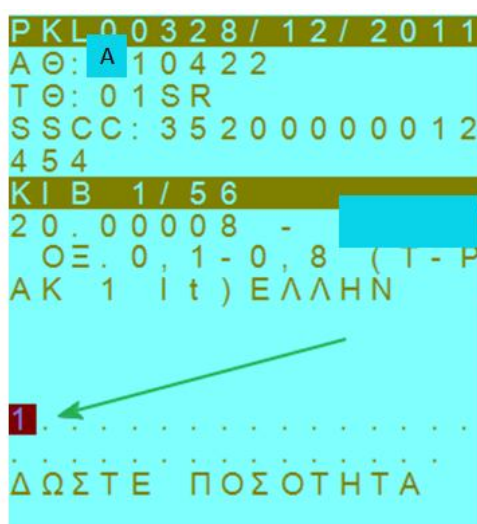 PKL00328/12/2011
ΑΘ: A 10422
ΤΘ: 01SR
SSCC: 35200000012
454
ΚΙΒ 1/56
20.00008 -
ΟΞ. 0,1-0,8 (T-P
AK 1 lt)ΕΛΛΗΝ
1. . . . . . . . . . . . . . .
. . . . . . . . . . . . . . .
ΔΩΣΤΕ ΠΟΣΟΤΗΤΑ